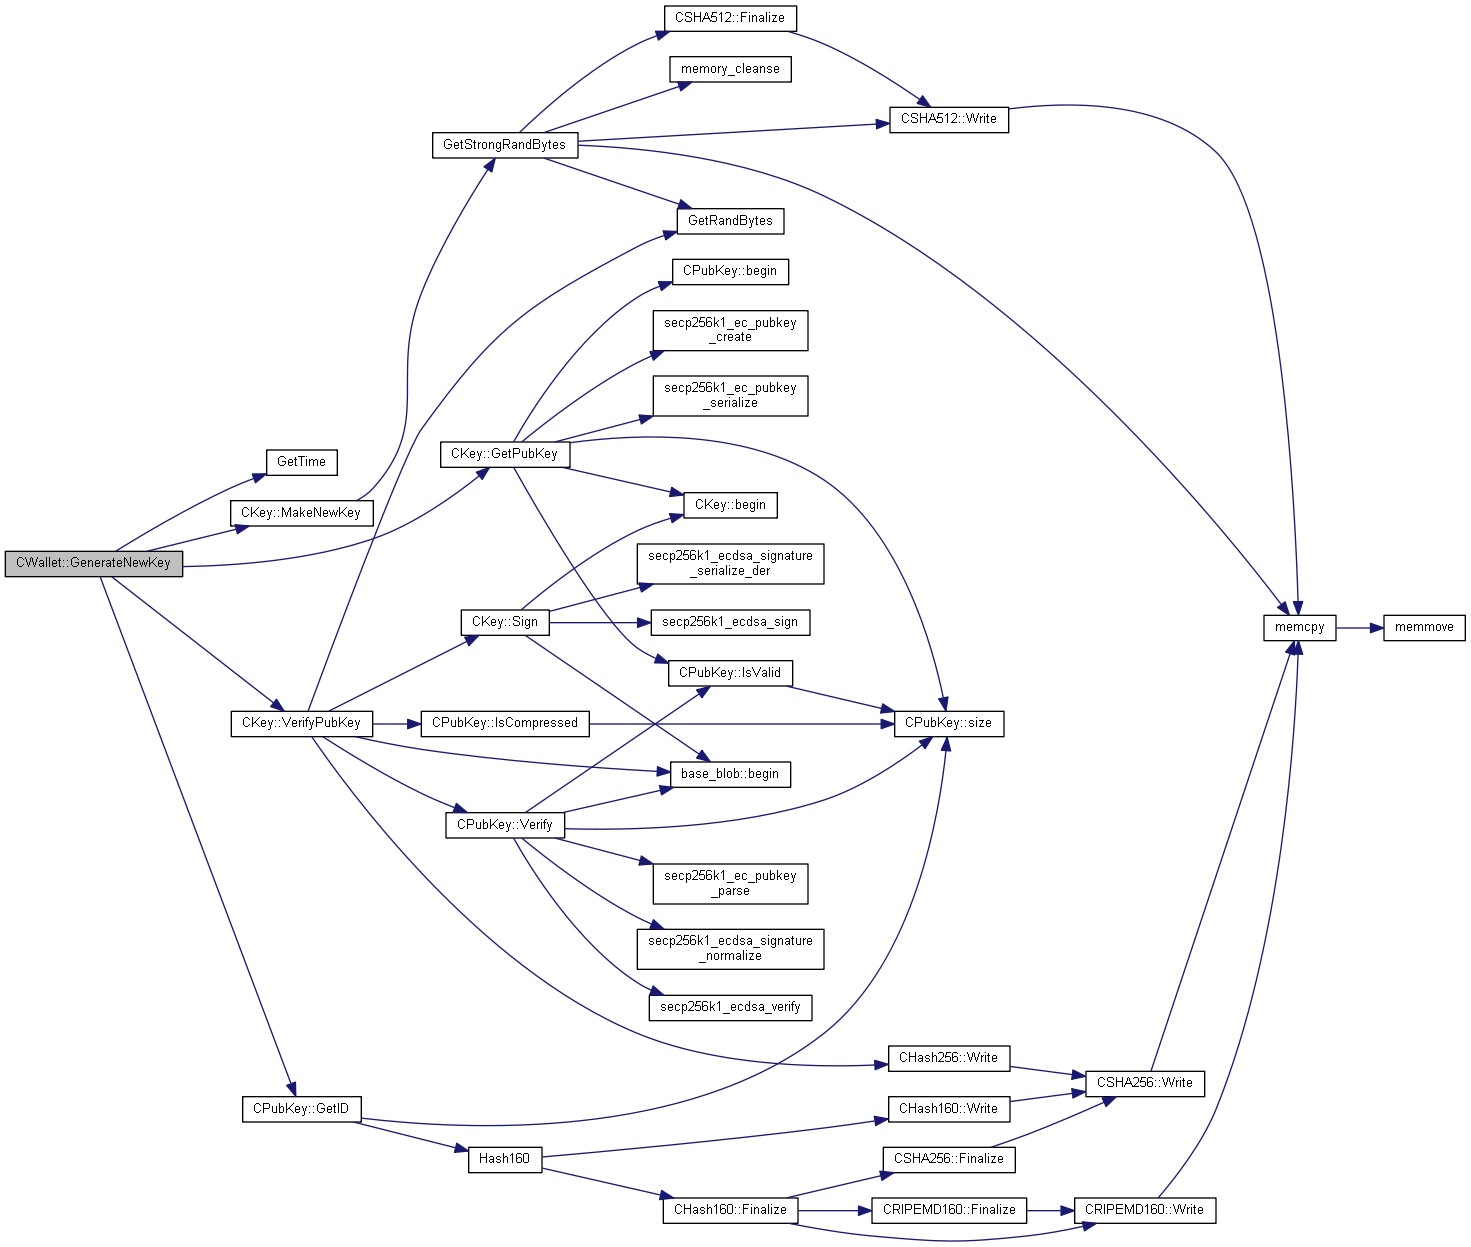 CSHA512::Finalize
memory_cleanse
CSHA512::Write
GetStrongRandBytes
GetRandBytes
CPubKey::begin
secp256k1_ec_pubkey
_create
secp256k1_ec_pubkey
_serialize
CKey::GetPubKey
GetTime
CKey::begin
CKey::MakeNewKey
CWallet::GenerateNewKey
secp256k1_ecdsa_signature
_serialize_der
CKey::Sign
secp256k1_ecdsa_sign
memcpy
memmove
CPubKey::IsValid
CKey::VerifyPubKey
CPubKey::IsCompressed
CPubKey::size
base_blob::begin
CPubKey::Verify
secp256k1_ec_pubkey
_parse
secp256k1_ecdsa_signature
_normalize
secp256k1_ecdsa_verify
CHash256::Write
CSHA256::Write
CPubKey::GetID
CHash160::Write
Hash160
CSHA256::Finalize
CHash160::Finalize
CRIPEMD160::Finalize
CRIPEMD160::Write